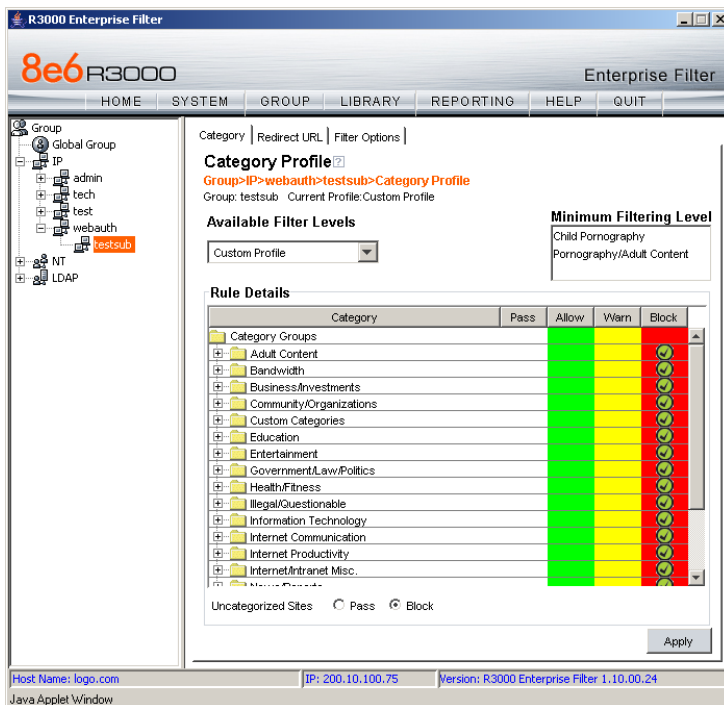 R3000 Enterprise Filter
8e6 R3000
Enterprise Filter
HOME SYSTEM GROUP LIBRARY REPORTING HELP QUIT
Group
Global Group
IP
admin
tech
test
webauth
testsub
NT
LDAP
Category Redirect URL Filter Options
Category Profile
Group>IP>webauth>testsub>Category Profile
Group: testsub Current Profile:Custom Profile
Available Filter Levels
Custom Profile
Minimum Filtering Level
Child Pornography
Pornography/Adult Content
Rule Details
Category Pass Allow Warn Block
Category Groups
Adult Content
Bandwidth
Business/Investments
Community/Organizations
Custom Categories
Education
Entertainment
Government/Law/Politics
Health/Fitness
Illegal/Questionable
Information Technology
Internet Communication
Internet Productivity
Internet/Intranet Misc.
News/Reports
Uncategorized Sites Pass Block
Apply
Host Name: logo.com IP: 200.10.100.75 Version: R3000 Enterprise Filter 1.10.00.24
Java Applet Window